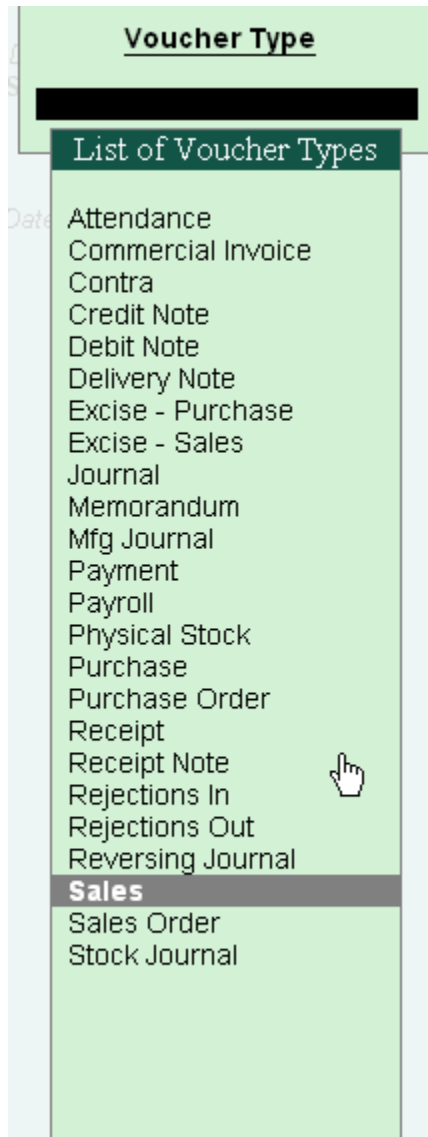 Voucher Type
List of Voucher Types
Date
Attendance
Commercial Invoice
Contra
Credit Note
Debit Note
Delivery Note
Excise - Purchase
Excise - Sales
Journal
Memorandum
Mfg Journal
Payment
Payroll
Physical Stock
Purchase
Purchase Order
Receipt
Receipt Note
Rejections In
Rejections Out
Reversing Journal
Sales
Sales Order
Stock Journal